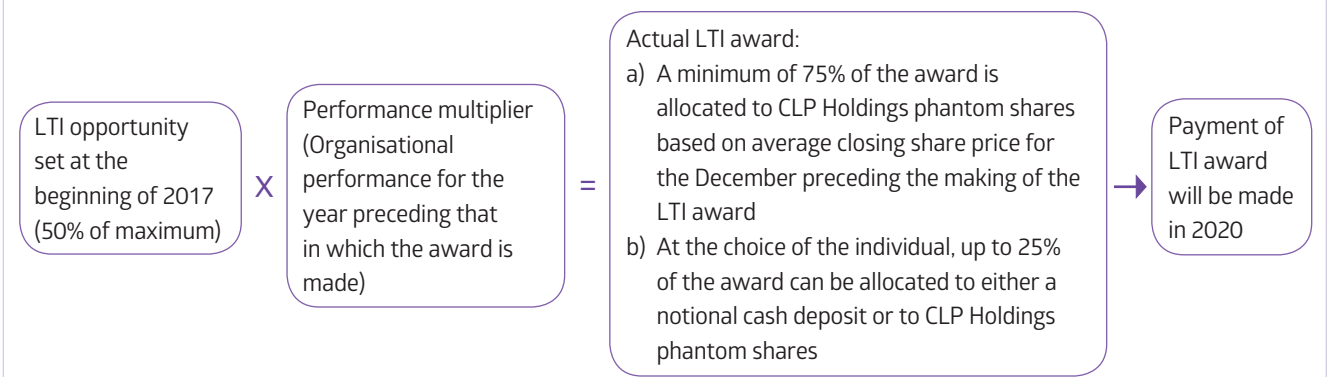 LTI opportunity
set at the
beginning of 2017
(50% of maximum)
X
Performance multiplier
(Organisational
performance for the
year preceding that
in which the award is
made)
=
Actual LTI award:
a) A minimum of 75% of the award is
allocated to CLP Holdings phantom shares
based on average closing share price for
the December preceding the making of the
LTI award
b) At the choice of the individual, up to 25%
of the award can be allocated to either a
notional cash deposit or to CLP Holdings
phantom shares
Payment of
LTI award
will be made
in 2020